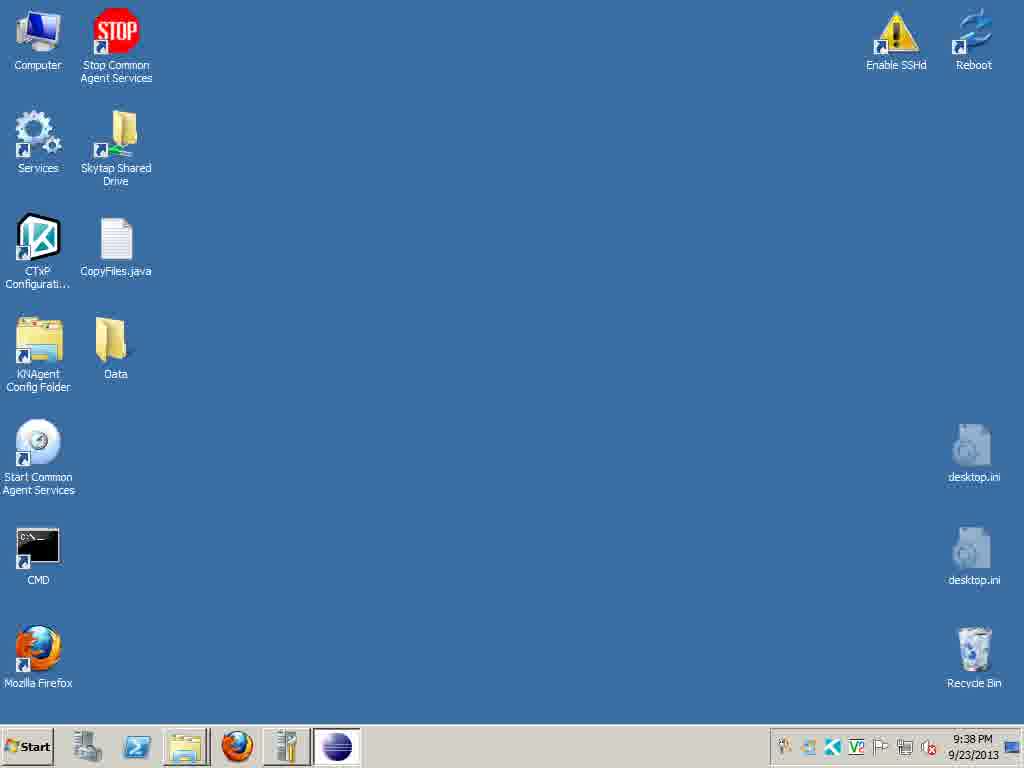 Computer
STOP
Stop Common
Agent Services
Enable SSHd
Reboot
Services
Skytap Shared
Drive
CTxP
Configurati...
CopyFiles.java
KNAgent
Config Folder
Data
Start Common
Agent Services
desktop.ini
C:\_
CMD
desktop.ini
Mozilla Firefox
Recycle Bin
Start
V2
9:38 PM
9/23/2013